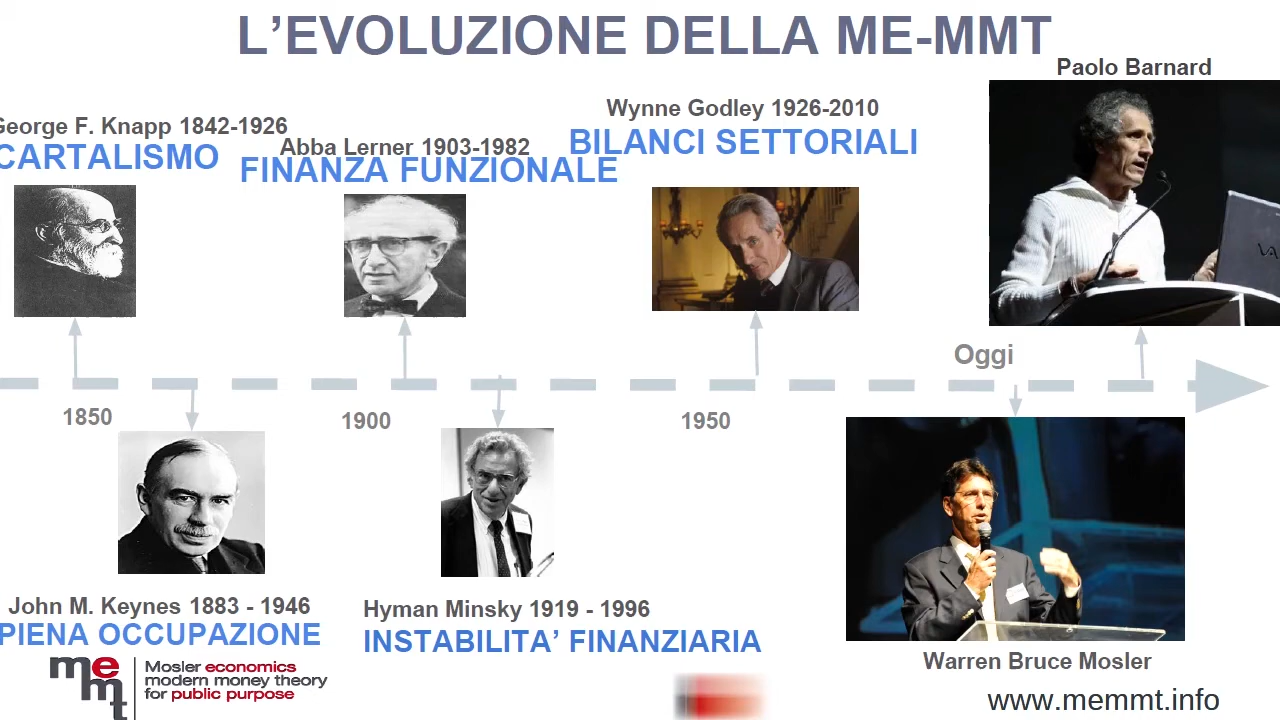 L’EVOLUZIONE DELLA ME-MMT
Paolo Barnard
George F. Knapp 1842-1926
CARTALISMO
Abba Lerner 1903-1982
FINANZA FUNZIONALE
Wynne Godley 1926-2010
BILANCI SETTORIALI
Oggi
1850
1900
1950
John M. Keynes 1883 - 1946
PIENA OCCUPAZIONE
Hyman Minsky 1919 - 1996
INSTABILITA’ FINANZIARIA
Warren Bruce Mosler
memt
Mosler economics
modern money theory
for public purpose
www.memmt.info